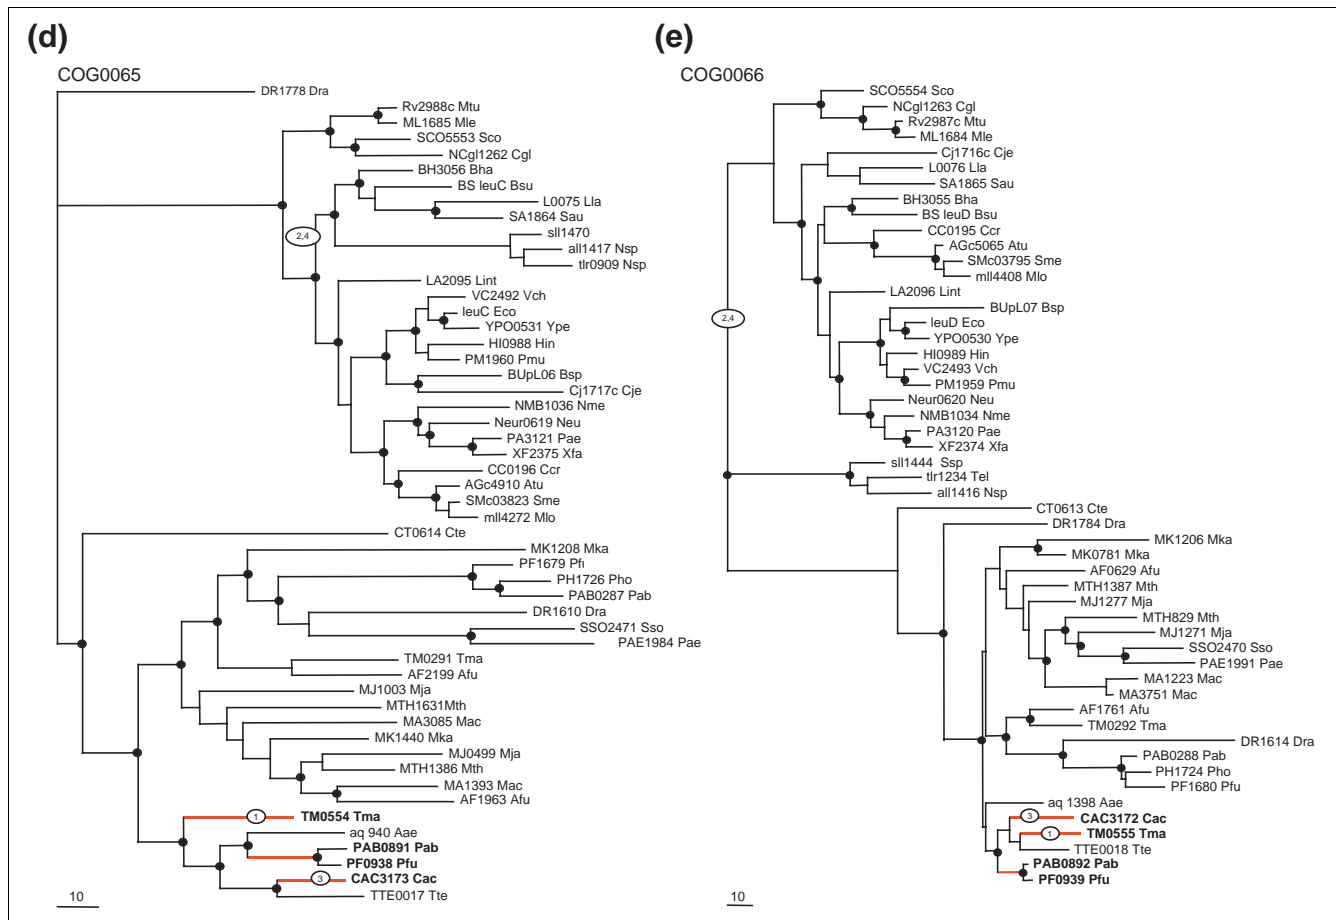 (d)
COG0065
DR1778 Dra
Rv2988c Mtu
ML1685 Mle
SCO5553 Sco
NCgl1262 Cgl
BH3056 Bha
BS leuC Bsu
L0075 Lla
SA1864 Sau
2,4
sll1470
all1417 Nsp
tlr0909 Nsp
LA2095 Lint
VC2492 Vch
leuC Eco
YPO0531 Ype
HI0988 Hin
PM1960 Pmu
BUpL06 Bsp
Cj1717c Cje
NMB1036 Nme
Neur0619 Neu
PA3121 Pae
XF2375 Xfa
CC0196 Ccr
AGc4910 Atu
SMc03823 Sme
mll4272 Mlo
CT0614 Cte
MK1208 Mka
PF1679 Pfu
PH1726 Pho
PAB0287 Pab
DR1610 Dra
SSO2471 Sso
PAE1984 Pae
TM0291 Tma
AF2199 Afu
MJ1003 Mja
MTH1631Mth
MA3085 Mac
MK1440 Mka
MJ0499 Mja
MTH1386 Mth
MA1393 Mac
AF1963 Afu
1
TM0554 Tma
aq 940 Aae
PAB0891 Pab
PF0938 Pfu
3
CAC3173 Cac
TTE0017 Tte
10
(e)
COG0066
SCO5554 Sco
NCgl1263 Cgl
Rv2987c Mtu
ML1684 Mle
Cj1716c Cje
L0076 Lla
SA1865 Sau
BH3055 Bha
BS leuD Bsu
CC0195 Ccr
AGc5065 Atu
SMc03795 Sme
mll4408 Mlo
LA2096 Lint
BUpL07 Bsp
2,4
leuD Eco
YPO0530 Ype
HI0989 Hin
VC2493 Vch
PM1959 Pmu
Neur0620 Neu
NMB1034 Nme
PA3120 Pae
XF2374 Xfa
sll1444 Ssp
tlr1234 Tel
all1416 Nsp
CT0613 Cte
DR1784 Dra
MK1206 Mka
MK0781 Mka
AF0629 Afu
MTH1387 Mth
MJ1277 Mja
MTH829 Mth
MJ1271 Mja
SSO2470 Sso
PAE1991 Pae
MA1223 Mac
MA3751 Mac
AF1761 Afu
TM0292 Tma
DR1614 Dra
PAB0288 Pab
PH1724 Pho
PF1680 Pfu
aq 1398 Aae
3
CAC3172 Cac
1
TM0555 Tma
TTE0018 Tte
PAB0892 Pab
PF0939 Pfu
10